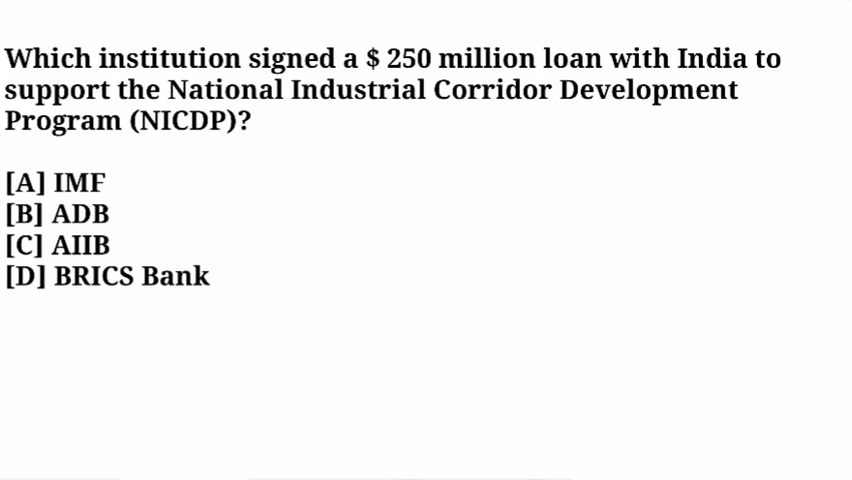 Which institution signed a $ 250 million loan with India to
support the National Industrial Corridor Development
Program (NICDP)?
[A] IMF
[B] ADB
[C] AIIB
[D] BRICS Bank